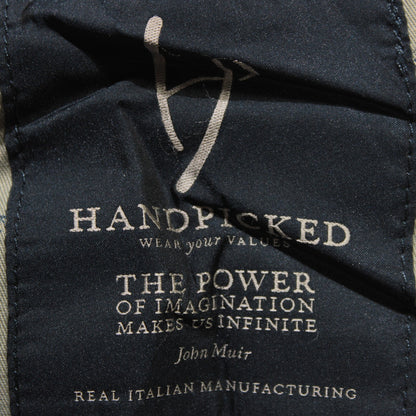 HANDPICKED
WEAR your VALUES
THE POWER
OF IMAGINATION
MAKES US INFINITE
John Muir
REAL ITALIAN MANUFACTURING